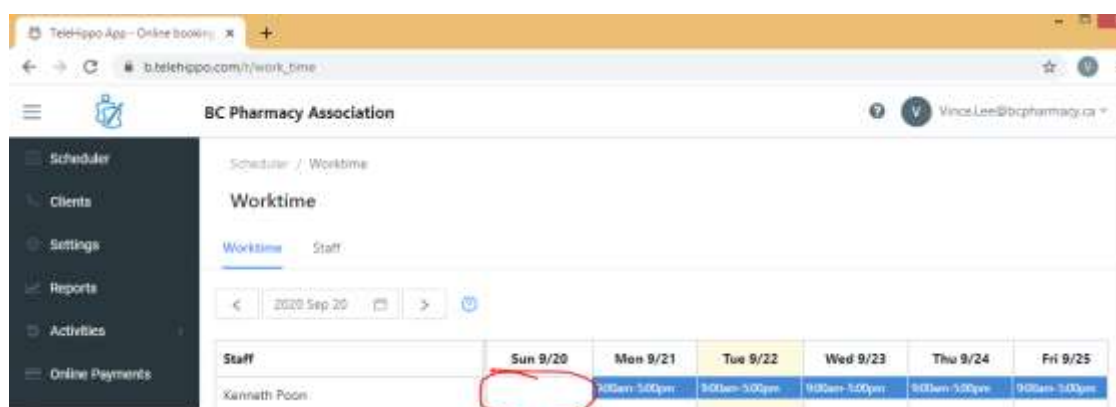 TeleHippo App - Online booking
b.telehippo.com/r/work_time
V
BC Pharmacy Association
V
Vince.Lee@bcpharmacy.ca
Scheduler
Clients
Settings
Reports
Activities
Online Payments
Scheduler / Worktime
Worktime
Worktime Staff
< 2020 Sep 20 >
Staff Sun 9/20 Mon 9/21 Tue 9/22 Wed 9/23 Thu 9/24 Fri 9/25
Kenneth Poon 9:00am-5:00pm 9:00am-5:00pm 9:00am-5:00pm 9:00am-5:00pm 9:00am-5:00pm